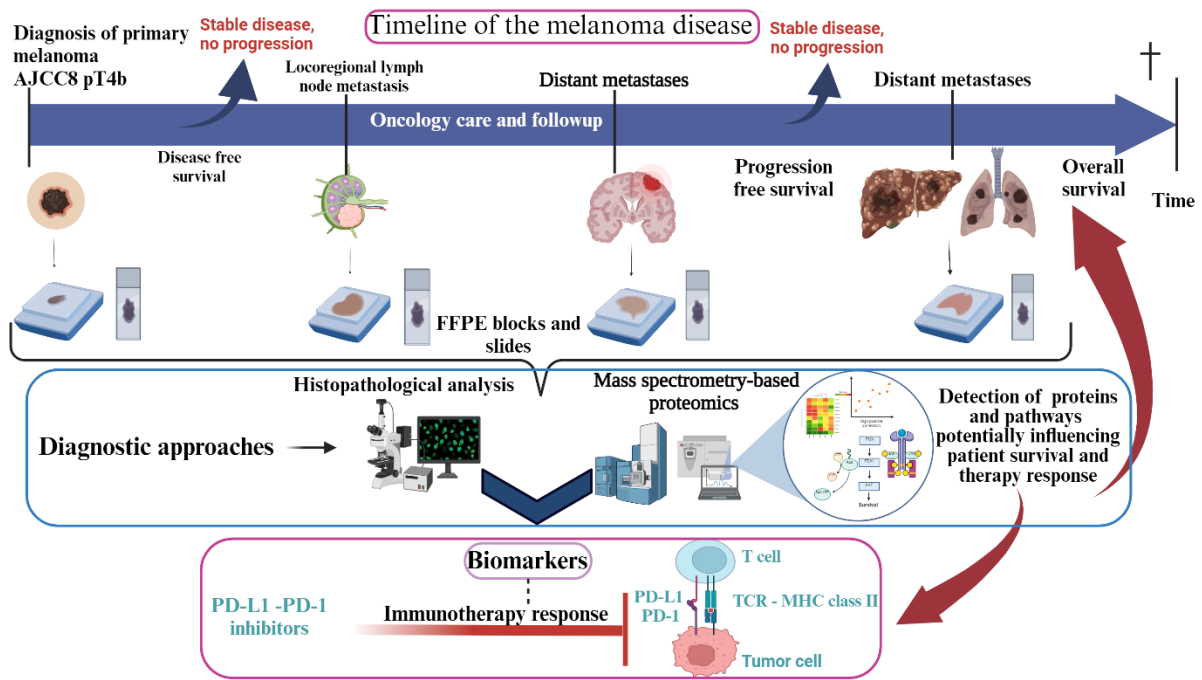 Timeline of the melanoma disease
Diagnosis of primary
melanoma
AJCC8 pT4b
Stable disease,
no progression
Locoregional lymph
node metastasis
Distant metastases
Stable disease,
no progression
Distant metastases
Oncology care and followup
Disease free
survival
Progression
free survival
Overall
survival
Time
FFPE blocks and
slides
Diagnostic approaches
Histopathological analysis
Mass spectrometry-based
proteomics
High positive
correlation
Survival
Detection of proteins
and pathways
potentially influencing
patient survival and
therapy response
Biomarkers
PD-L1 -PD-1
inhibitors
Immunotherapy response
T cell
PD-L1
PD-1
TCR - MHC class II
Tumor cell